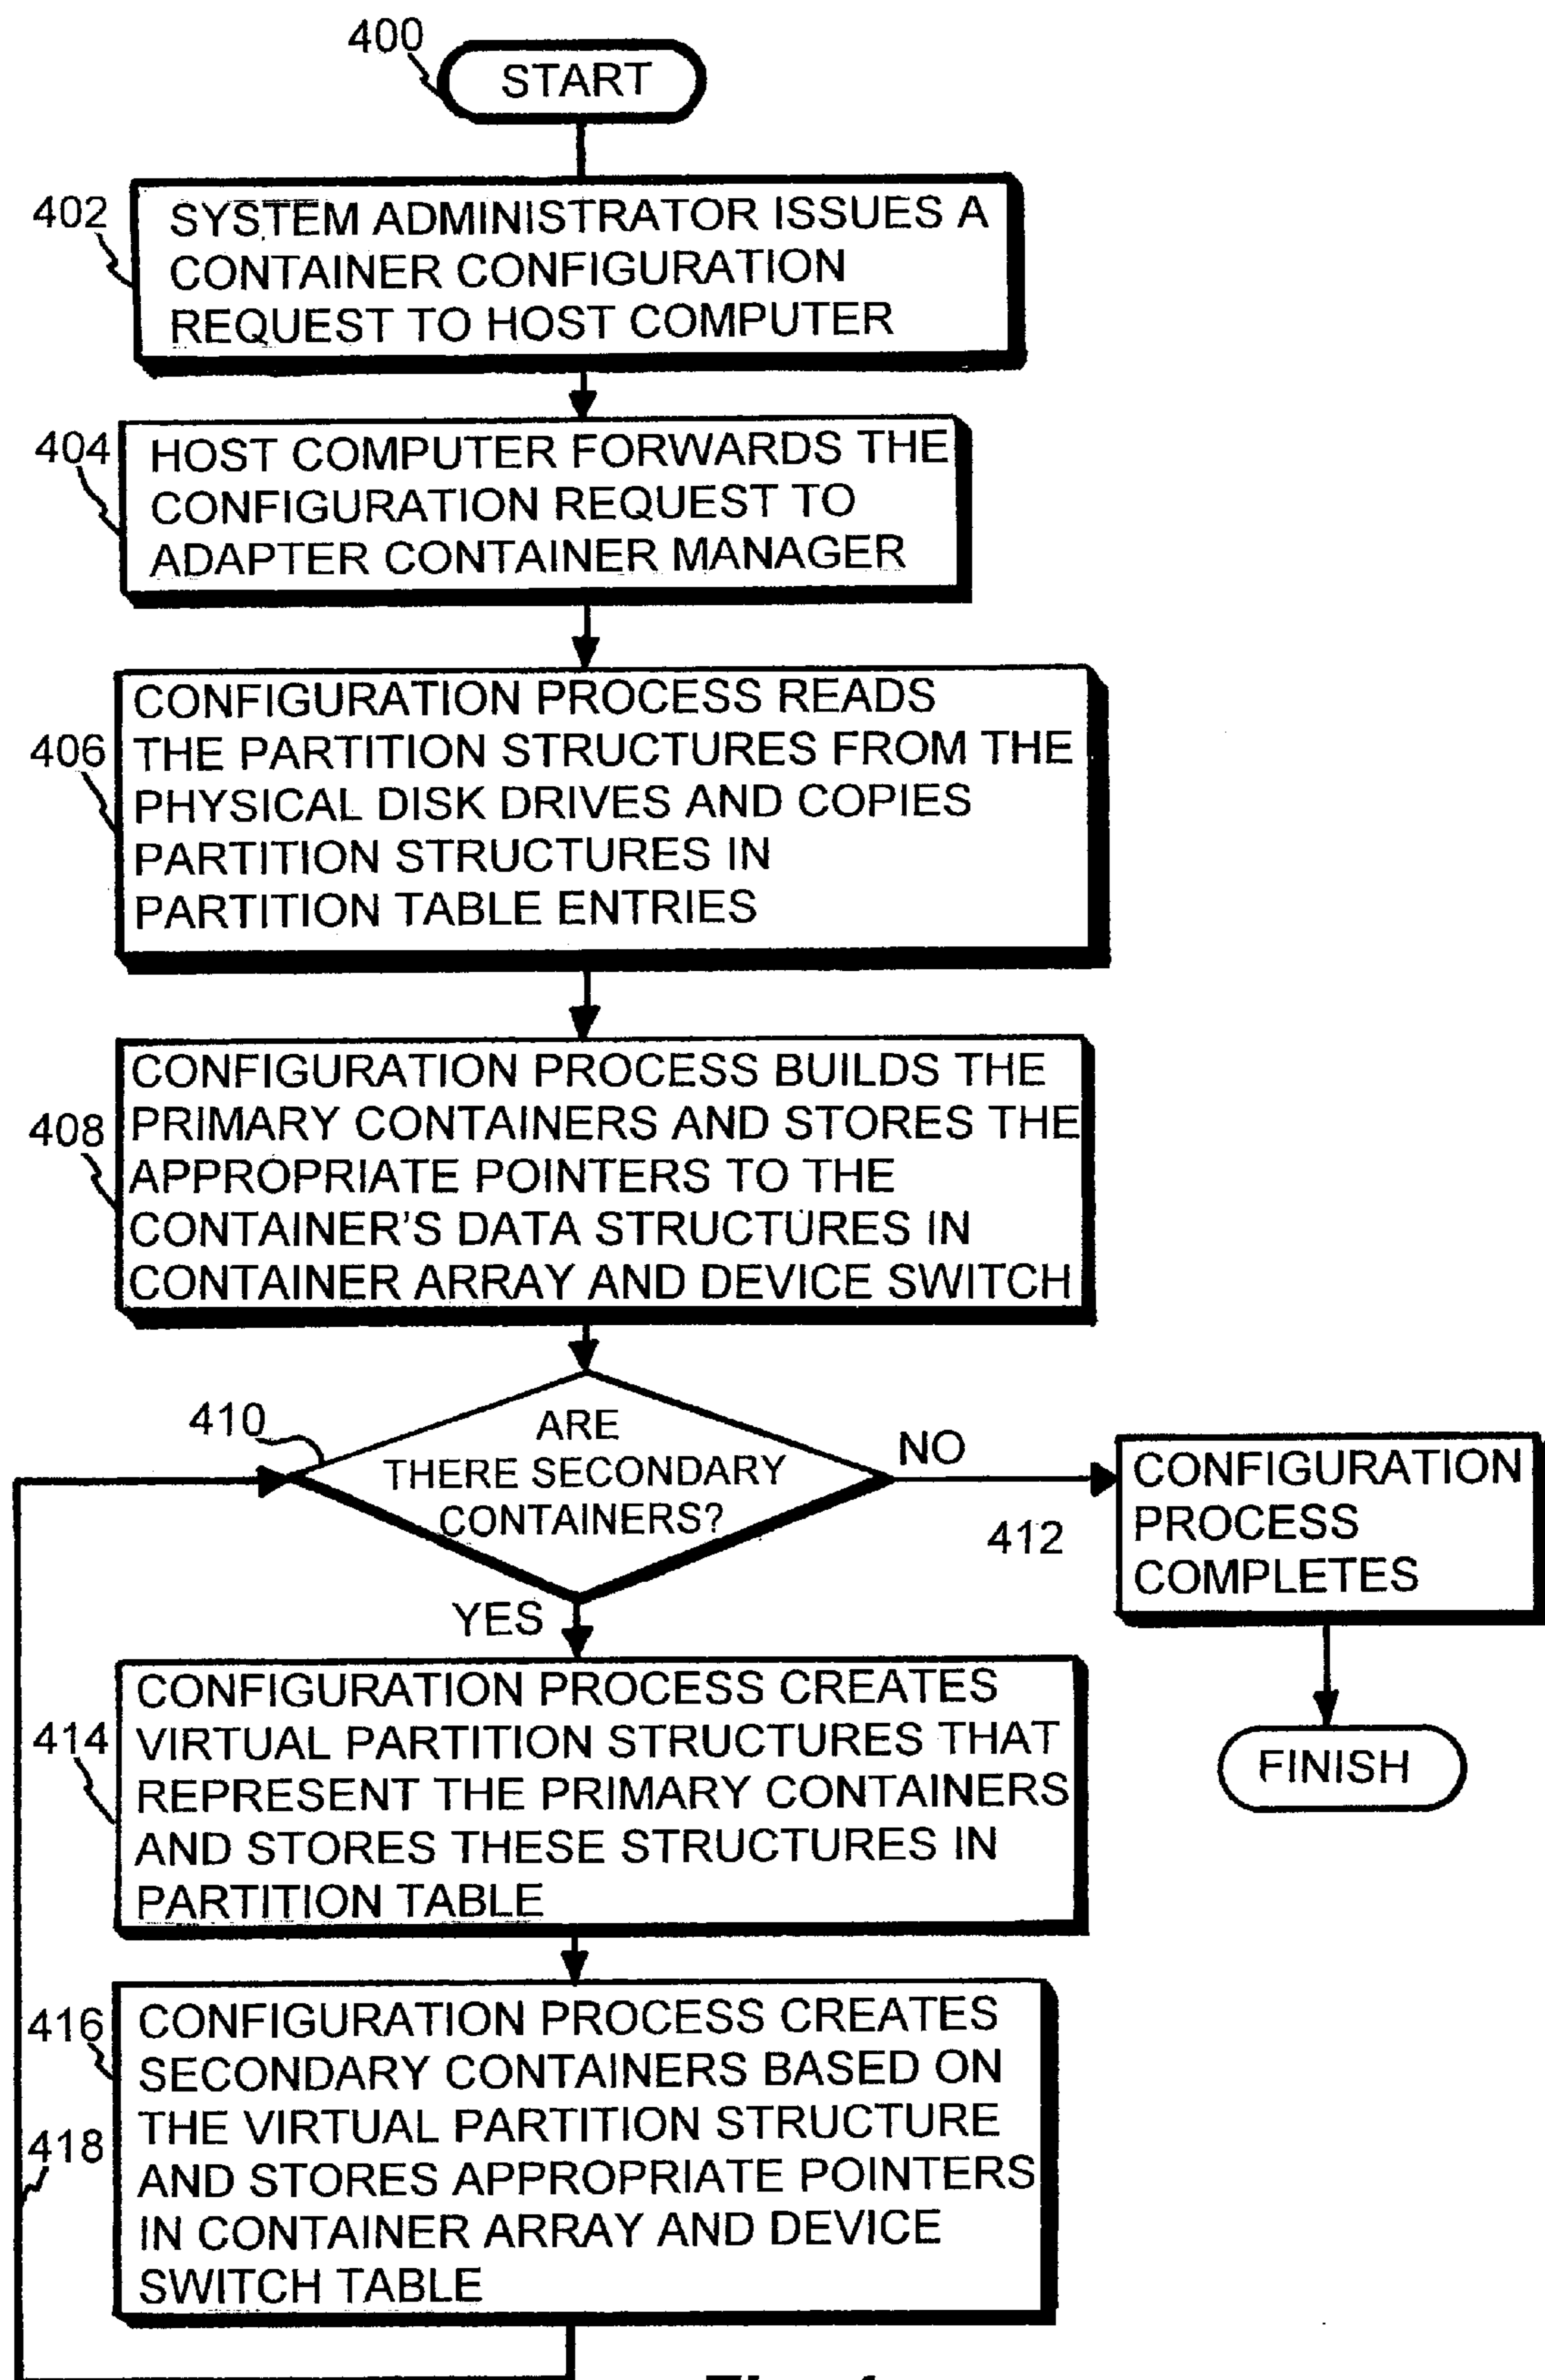 400
START
402
SYSTEM ADMINISTRATOR ISSUES A
CONTAINER CONFIGURATION
REQUEST TO HOST COMPUTER
404
HOST COMPUTER FORWARDS THE
CONFIGURATION REQUEST TO
ADAPTER CONTAINER MANAGER
406
CONFIGURATION PROCESS READS
THE PARTITION STRUCTURES FROM THE
PHYSICAL DISK DRIVES AND COPIES
PARTITION STRUCTURES IN
PARTITION TABLE ENTRIES
408
CONFIGURATION PROCESS BUILDS THE
PRIMARY CONTAINERS AND STORES THE
APPROPRIATE POINTERS TO THE
CONTAINER'S DATA STRUCTURES IN
CONTAINER ARRAY AND DEVICE SWITCH
410
ARE
THERE SECONDARY
CONTAINERS?
NO
412
CONFIGURATION
PROCESS
COMPLETES
FINISH
YES
414
CONFIGURATION PROCESS CREATES
VIRTUAL PARTITION STRUCTURES THAT
REPRESENT THE PRIMARY CONTAINERS
AND STORES THESE STRUCTURES IN
PARTITION TABLE
416
CONFIGURATION PROCESS CREATES
SECONDARY CONTAINERS BASED ON
THE VIRTUAL PARTITION STRUCTURE
AND STORES APPROPRIATE POINTERS
IN CONTAINER ARRAY AND DEVICE
SWITCH TABLE
418